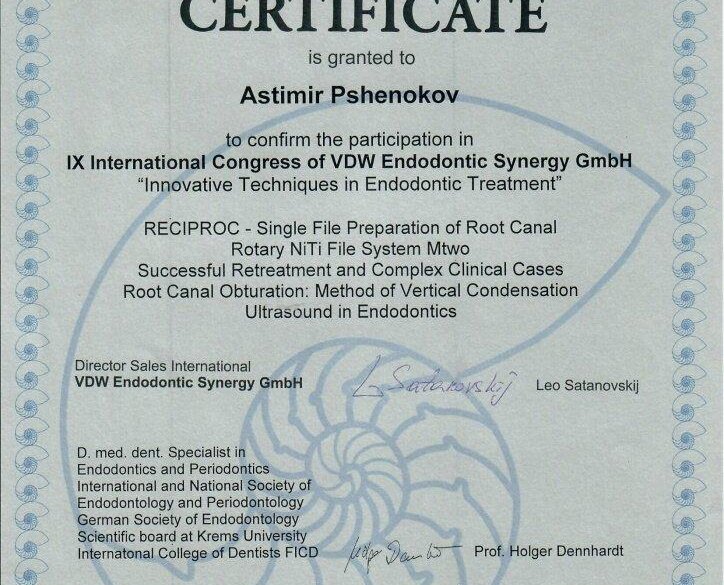 CERTIFICATE
is granted to
Astimir Pshenokov
to confirm the participation in
IX International Congress of VDW Endodontic Synergy GmbH
“Innovative Techniques in Endodontic Treatment”
RECIPROC - Single File Preparation of Root Canal
Rotary NiTi File System Mtwo
Successful Retreatment and Complex Clinical Cases
Root Canal Obturation: Method of Vertical Condensation
Ultrasound in Endodontics
Director Sales International
VDW Endodontic Synergy GmbH
L Satanovskij
Leo Satanovskij
D. med. dent. Specialist in
Endodontics and Periodontics
International and National Society of
Endodontology and Periodontology
German Society of Endodontology
Scientific board at Krems University
International College of Dentists FICD
Prof. Holger Dennhardt